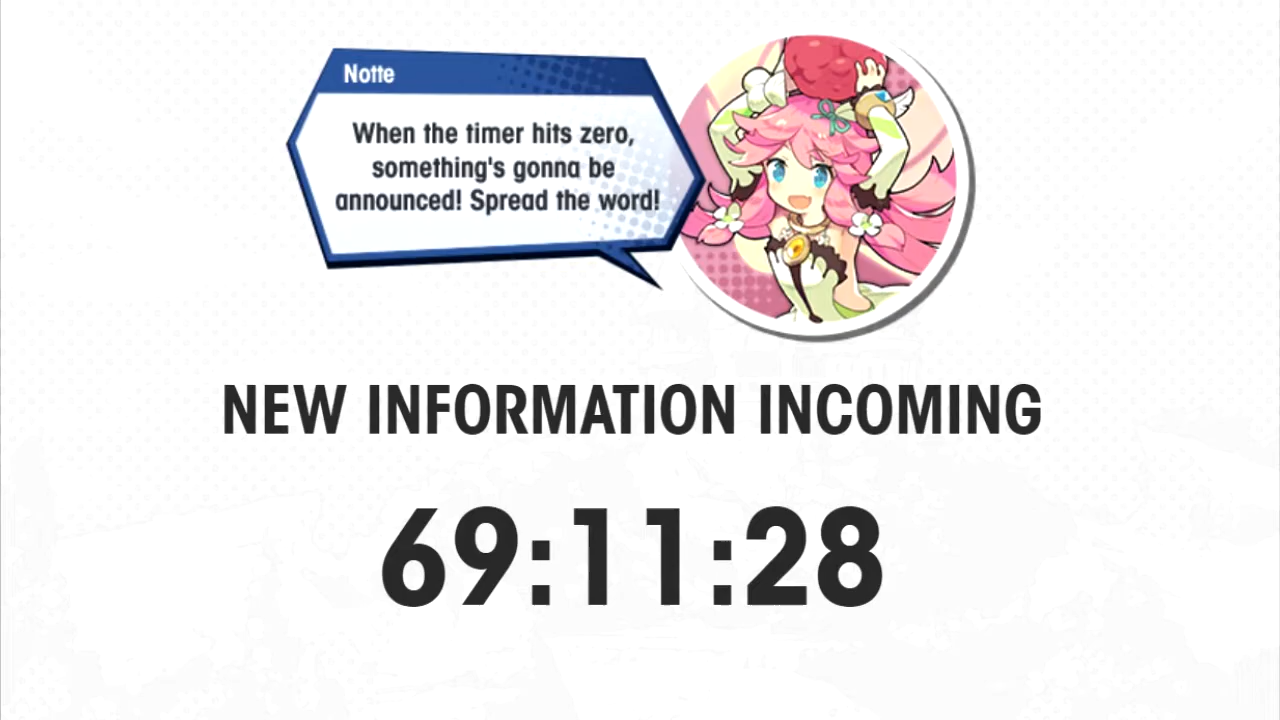 Notte
When the timer hits zero,
something's gonna be
announced! Spread the word!
NEW INFORMATION INCOMING
69:11:28